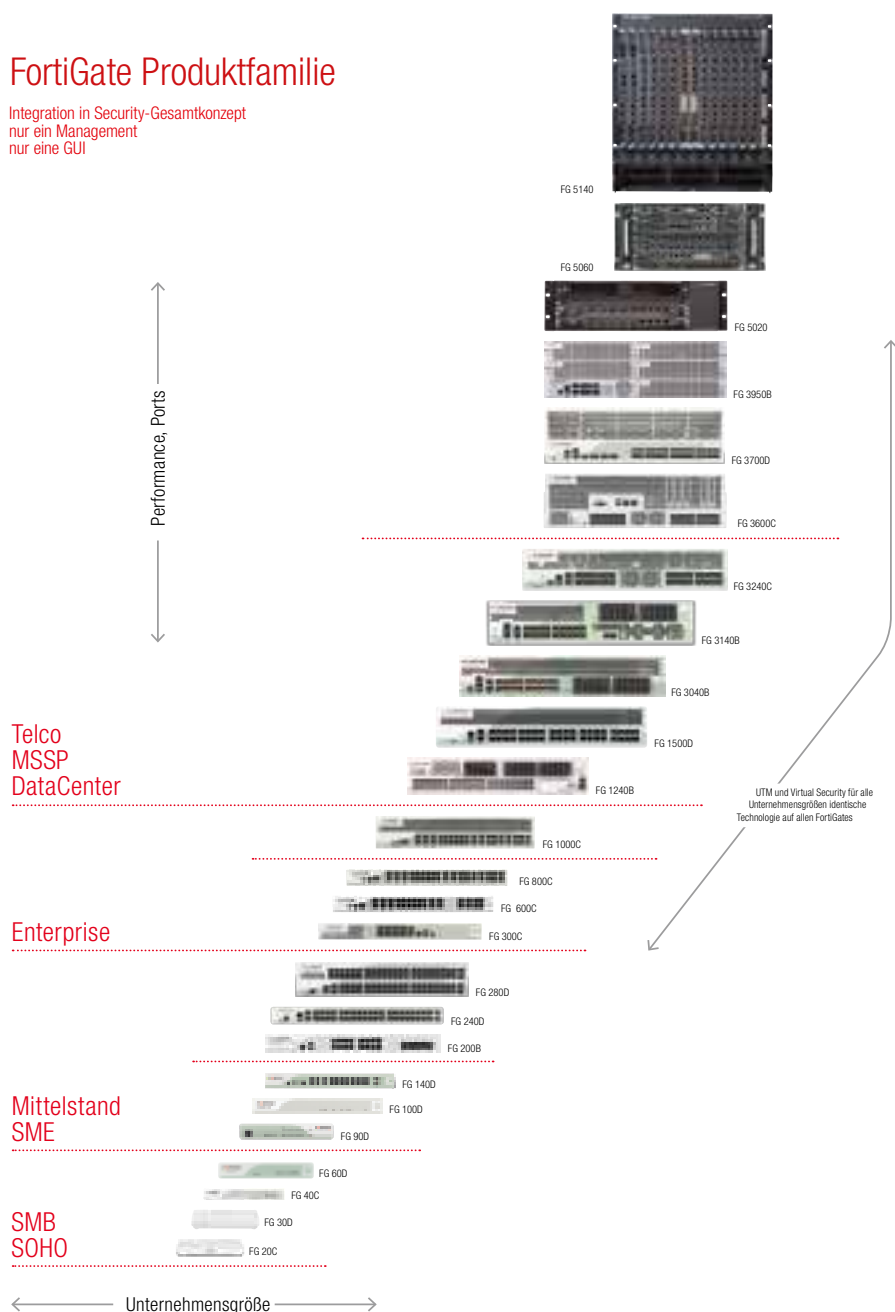 FortiGate Produktfamilie
Integration in Security-Gesamtkonzept
nur ein Management
nur eine GUI
FG 5140
FG 5060
FG 5020
FG 3950B
FG 3700D
FG 3600C
Performance, Ports
FG 3240C
FG 3140B
FG 3040B
FG 1500D
FG 1240B
Telco
MSSP
DataCenter
UTM und Virtual Security für alle
Unternehmensgrößen identische
Technologie auf allen FortiGates
FG 1000C
FG 800C
FG 600C
FG 300C
Enterprise
FG 280D
FG 240D
FG 200B
FG 140D
FG 100D
FG 90D
Mittelstand
SME
FG 60D
FG 40C
FG 30D
FG 20C
SMB
SOHO
Unternehmensgröße